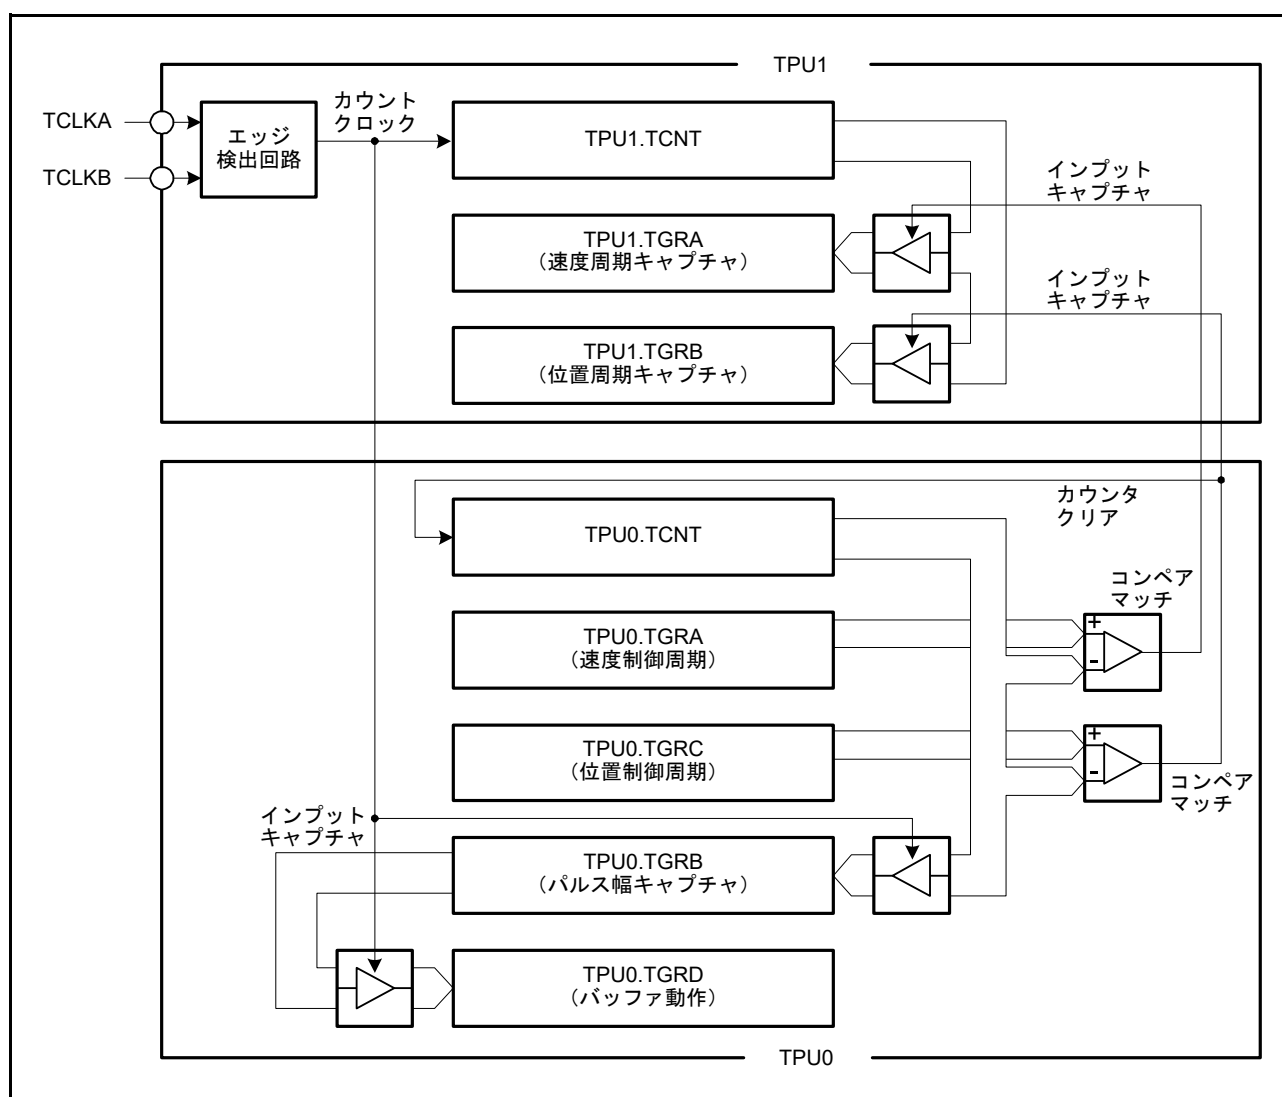 TPU1
TCLKA
TCLKB
エッジ
検出回路
カウント
クロック
TPU1.TCNT
インプット
キャプチャ
TPU1.TGRA
（速度周期キャプチャ）
インプット
キャプチャ
TPU1.TGRB
（位置周期キャプチャ）
カウンタ
クリア
TPU0.TCNT
コンペア
マッチ
+
-
TPU0.TGRA
（速度制御周期）
TPU0.TGRC
（位置制御周期）
+
-
コンペア
マッチ
インプット
キャプチャ
TPU0.TGRB
（パルス幅キャプチャ）
TPU0.TGRD
（バッファ動作）
TPU0